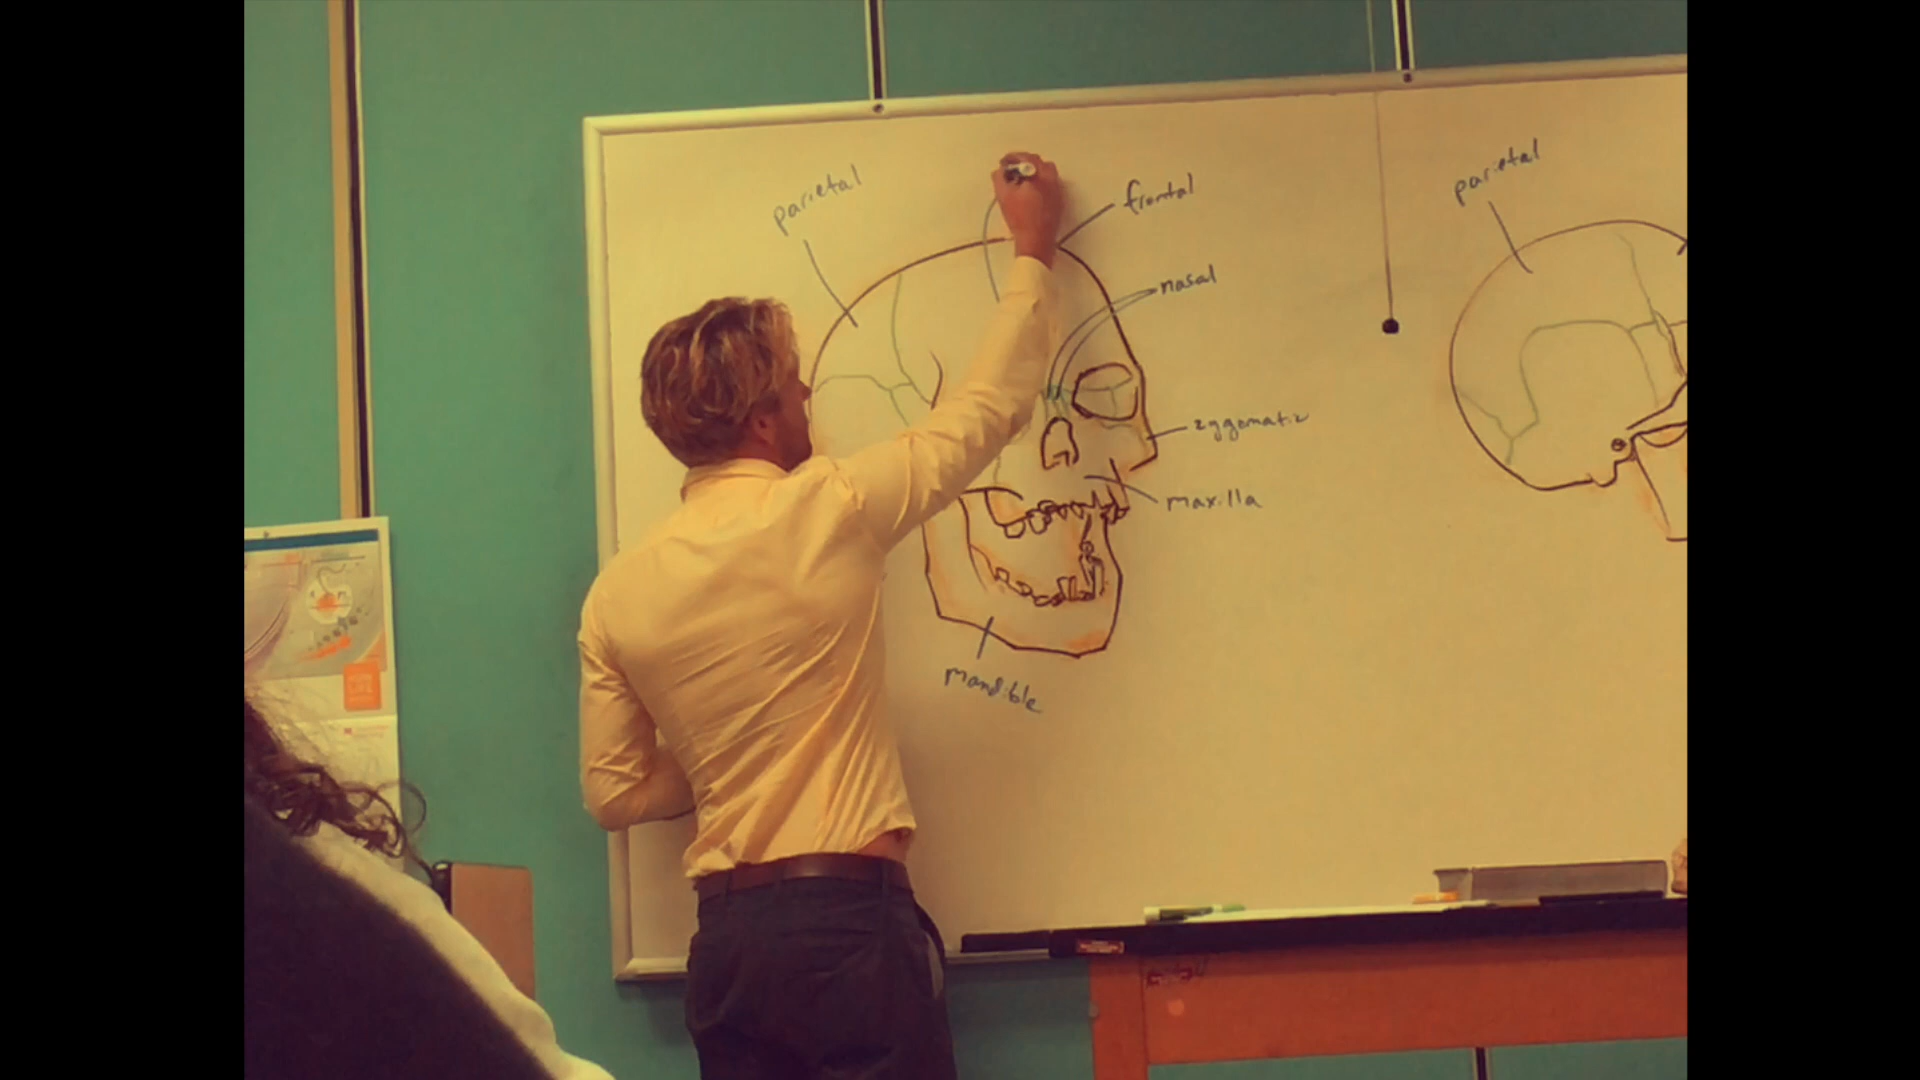 parietal
frontal
nasal
zygomatic
maxilla
mandible
parietal